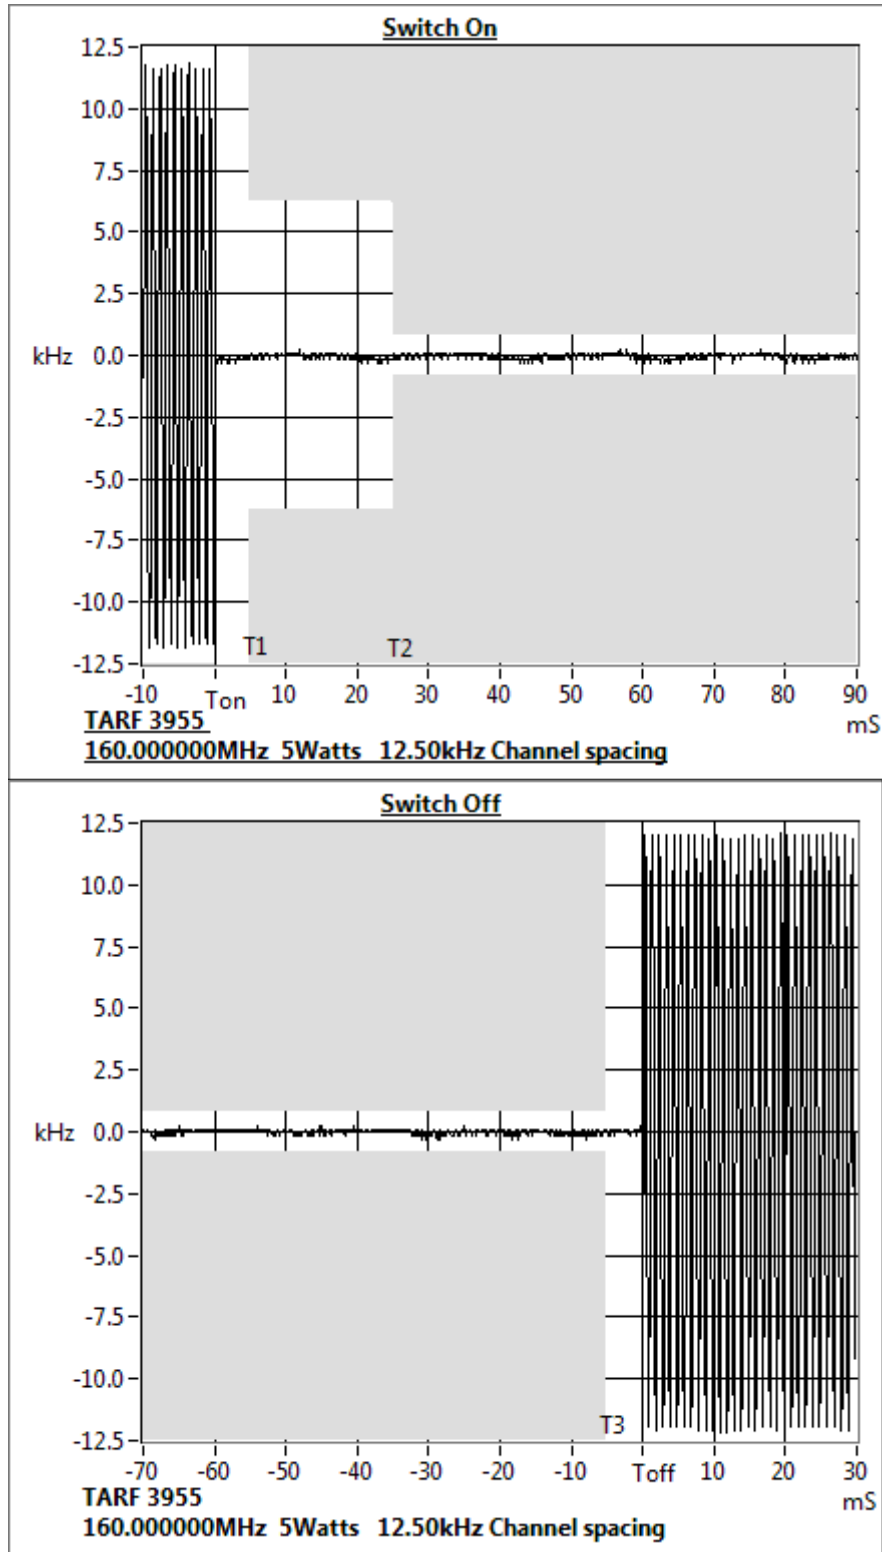 Switch On
12.5
10.0
7.5
5.0
2.5
kHz 0.0
-2.5
-5.0
-7.5
-10.0
-12.5
T1 T2
-10 Ton 10 20 30 40 50 60 70 80 90
mS
TARF 3955
160.000000MHz 5Watts 12.50kHz Channel spacing
Switch Off
12.5
10.0
7.5
5.0
2.5
kHz 0.0
-2.5
-5.0
-7.5
-10.0
-12.5
T3
-70 -60 -50 -40 -30 -20 -10 Toff 10 20 30
mS
TARF 3955
160.000000MHz 5Watts 12.50kHz Channel spacing